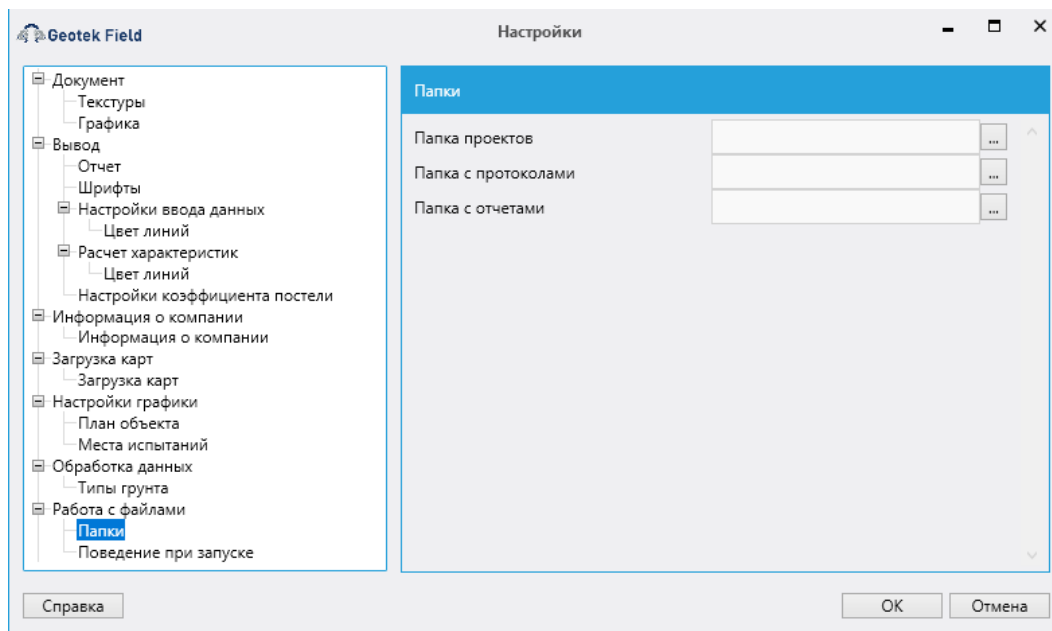 Geotek Field
Настройки
Документ
Текстуры
Графика
Вывод
Отчет
Шрифты
Настройки ввода данных
Цвет линий
Расчет характеристик
Цвет линий
Настройки коэффициента постели
Информация о компании
Информация о компании
Загрузка карт
Загрузка карт
Настройки графики
План объекта
Места испытаний
Обработка данных
Типы грунта
Работа с файлами
Папки
Поведение при запуске
Папки
Папка проектов ...
Папка с протоколами ...
Папка с отчетами ...
Справка
OK
Отмена